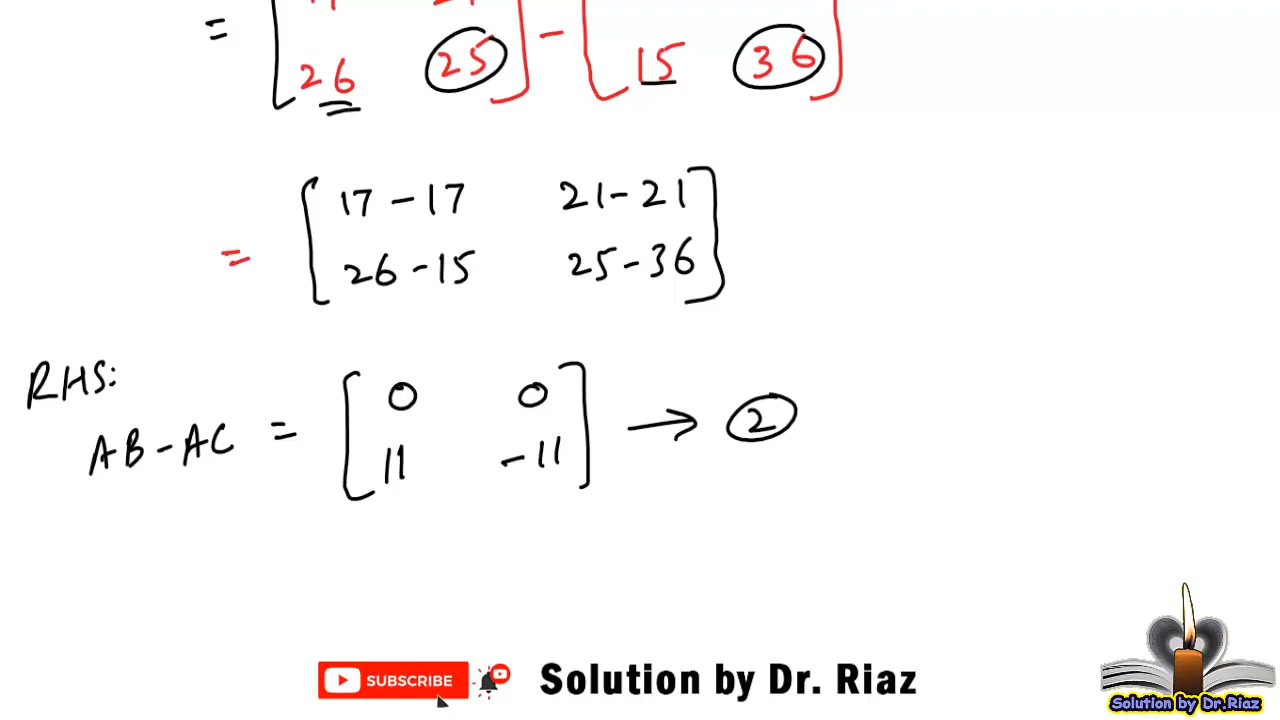 =
26 25 - 15 36
= [ 17 - 17 21 - 21
26 - 15 25 - 36 ]
RHS:
AB - AC = [ 0 0
11 -11 ] → 2
SUBSCRIBE
Solution by Dr. Riaz
Solution by Dr.Riaz